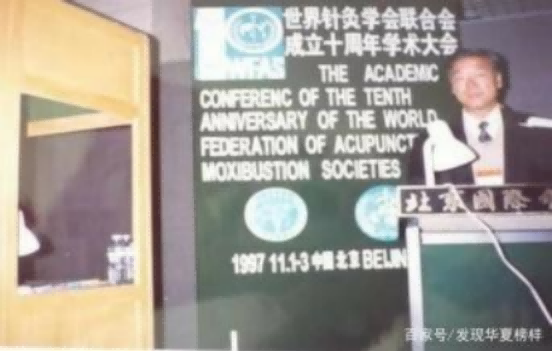 世界针灸学会联合会
成立十周年学术大会
WFAS
THE ACADEMIC
CONFERENC OF THE TENTH
ANNIVERSARY OF THE WORLD
FEDERATION OF ACUPUNCT
MOXIBUSTION SOCIETIES
1997 11.1-3 中国 北京 BEIJIN
北京国际
百家号/发现华夏榜样